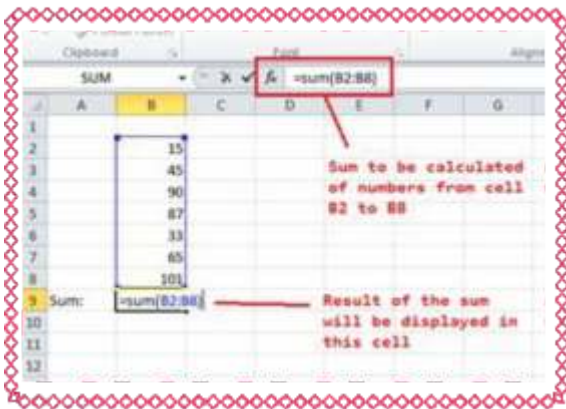 Clipboard Font
SUM fx =sum(B2:B8)
A B C D E F G
1
2 15
3 45
4 90
5 87
6 33
7 65
8 101
9 Sum: =sum(B2:B8)
10
11
12
Sum to be calculated
of numbers from cell
B2 to B8
Result of the sum
will be displayed in
this cell